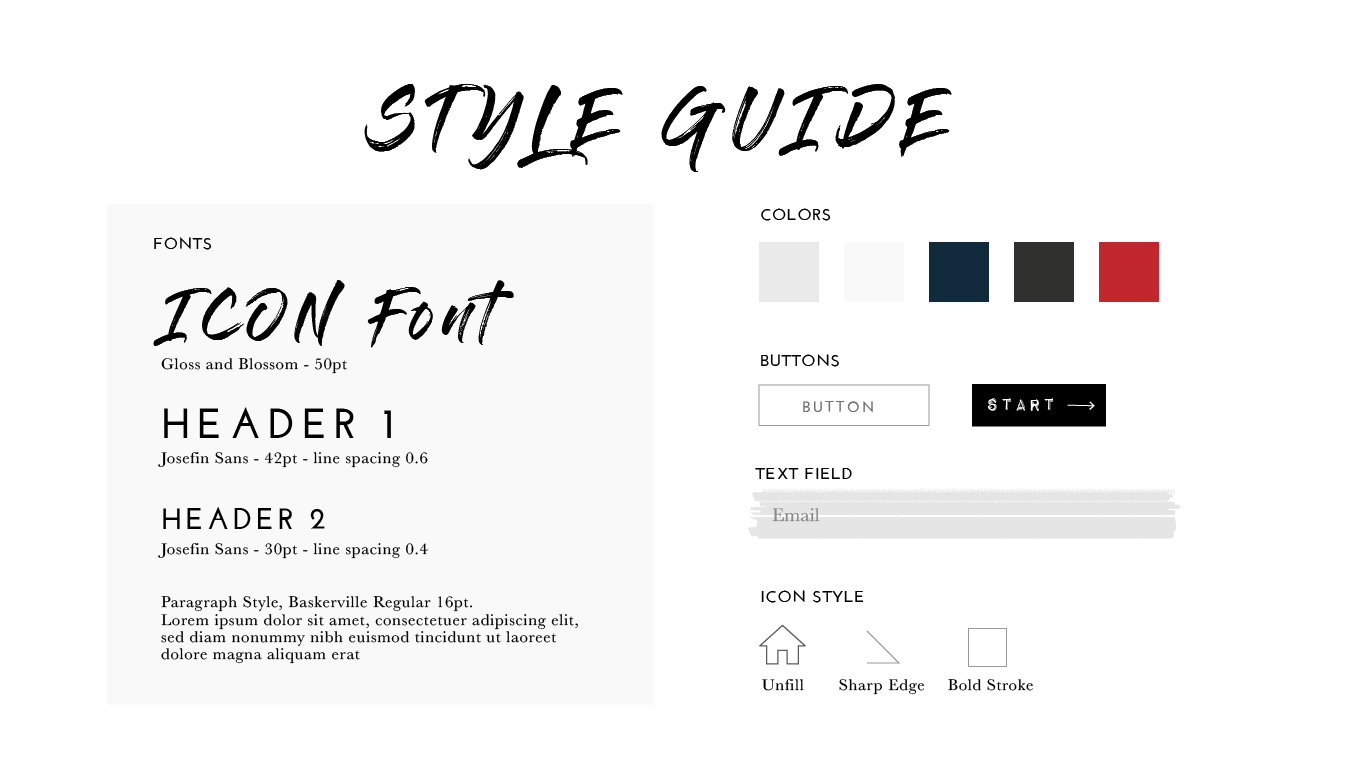 STYLE GUIDE
FONTS
ICON Font
Gloss and Blossom - 50pt
HEADER 1
Josefin Sans - 42pt - line spacing 0.6
HEADER 2
Josefin Sans - 30pt - line spacing 0.4
Paragraph Style, Baskerville Regular 16pt.
Lorem ipsum dolor sit amet, consectetuer adipiscing elit,
sed diam nonummy nibh euismod tincidunt ut laoreet
dolore magna aliquam erat
COLORS
BUTTONS
BUTTON
START →
TEXT FIELD
Email
ICON STYLE
Unfill
Sharp Edge
Bold Stroke